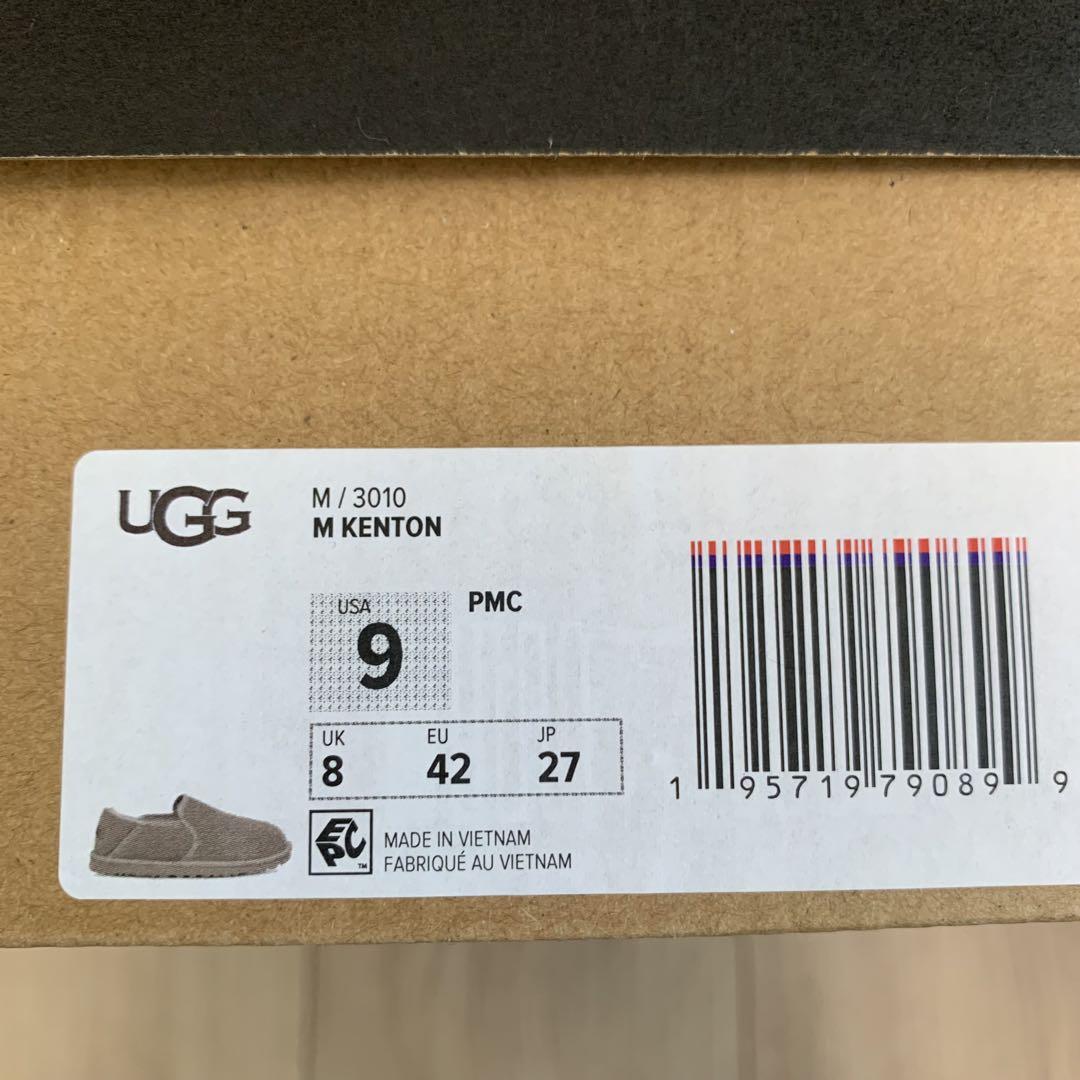 UGG
M / 3010
M KENTON
USA
9
PMC
UK EU JP
8 42 27
1 95719 79089 9
EPC
TM
MADE IN VIETNAM
FABRIQUÉ AU VIETNAM